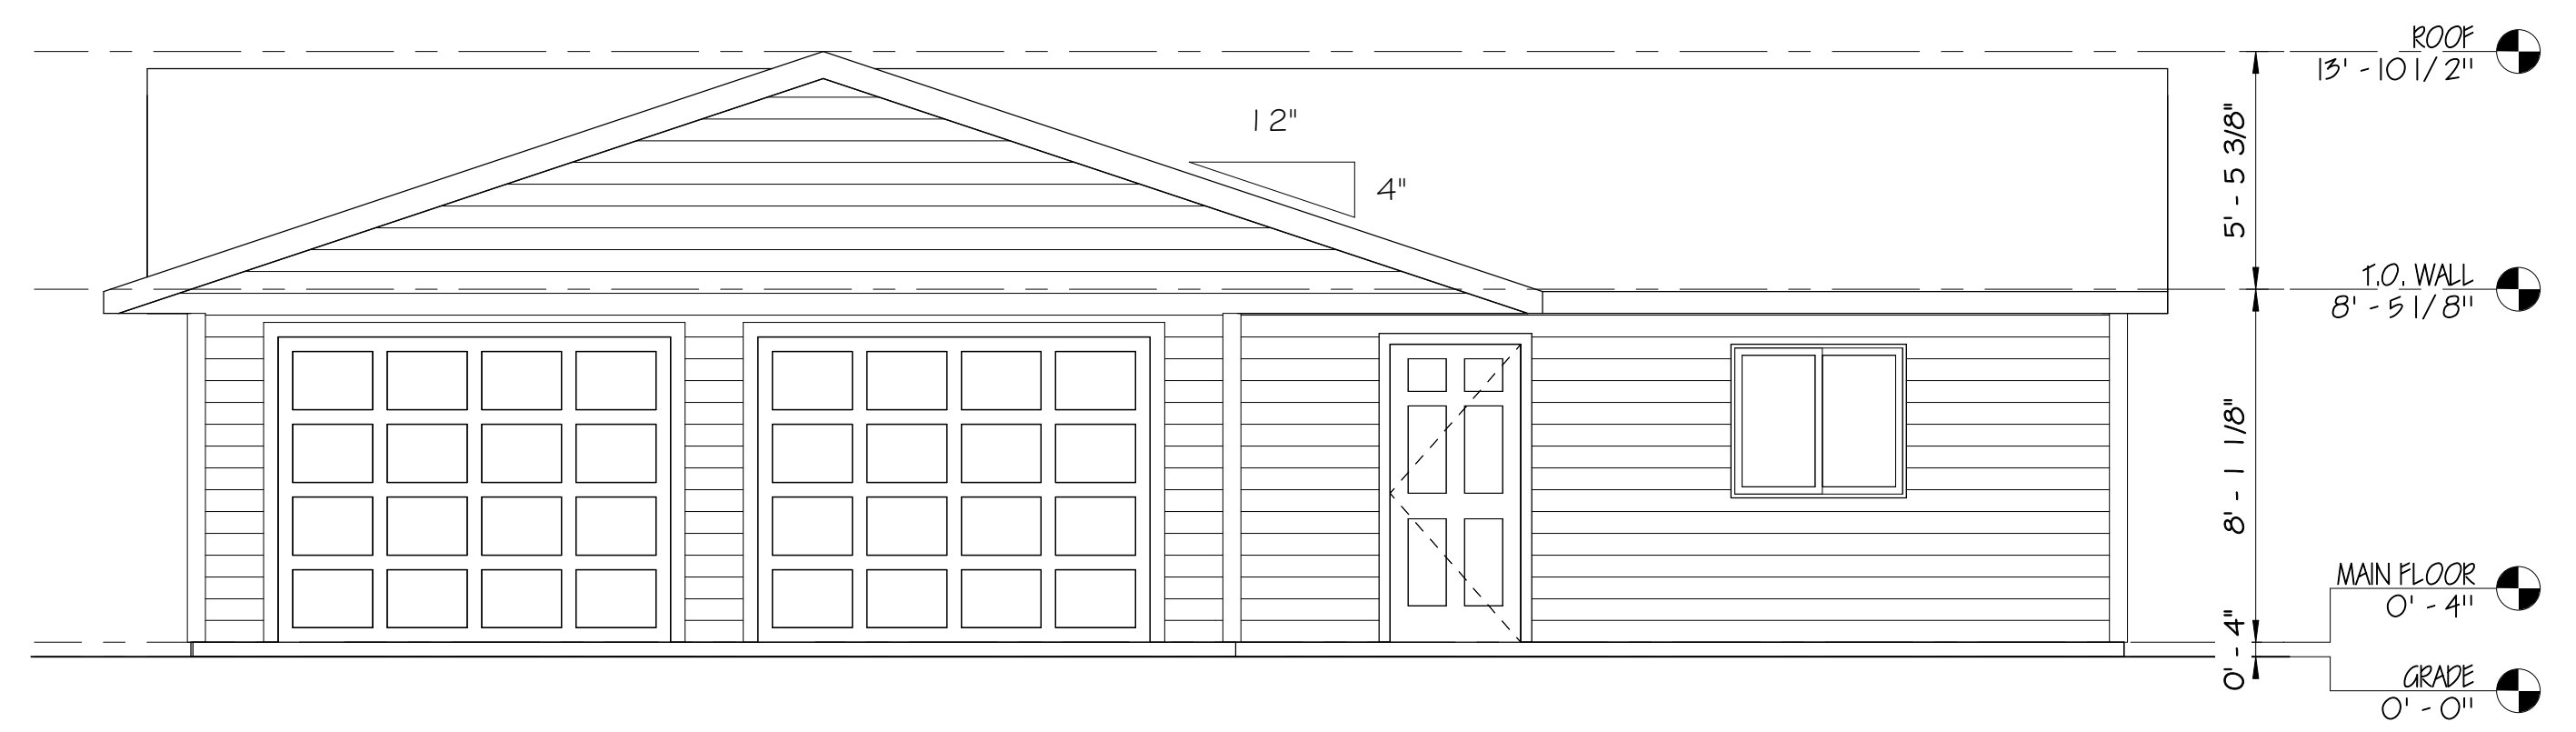 ROOF
13' - 10 1/2"
12"
4"
5' - 5 3/8"
T.O. WALL
8' - 5 1/8"
8' - 1 1/8"
MAIN FLOOR
0' - 4"
0' - 4"
GRADE
0' - 0"